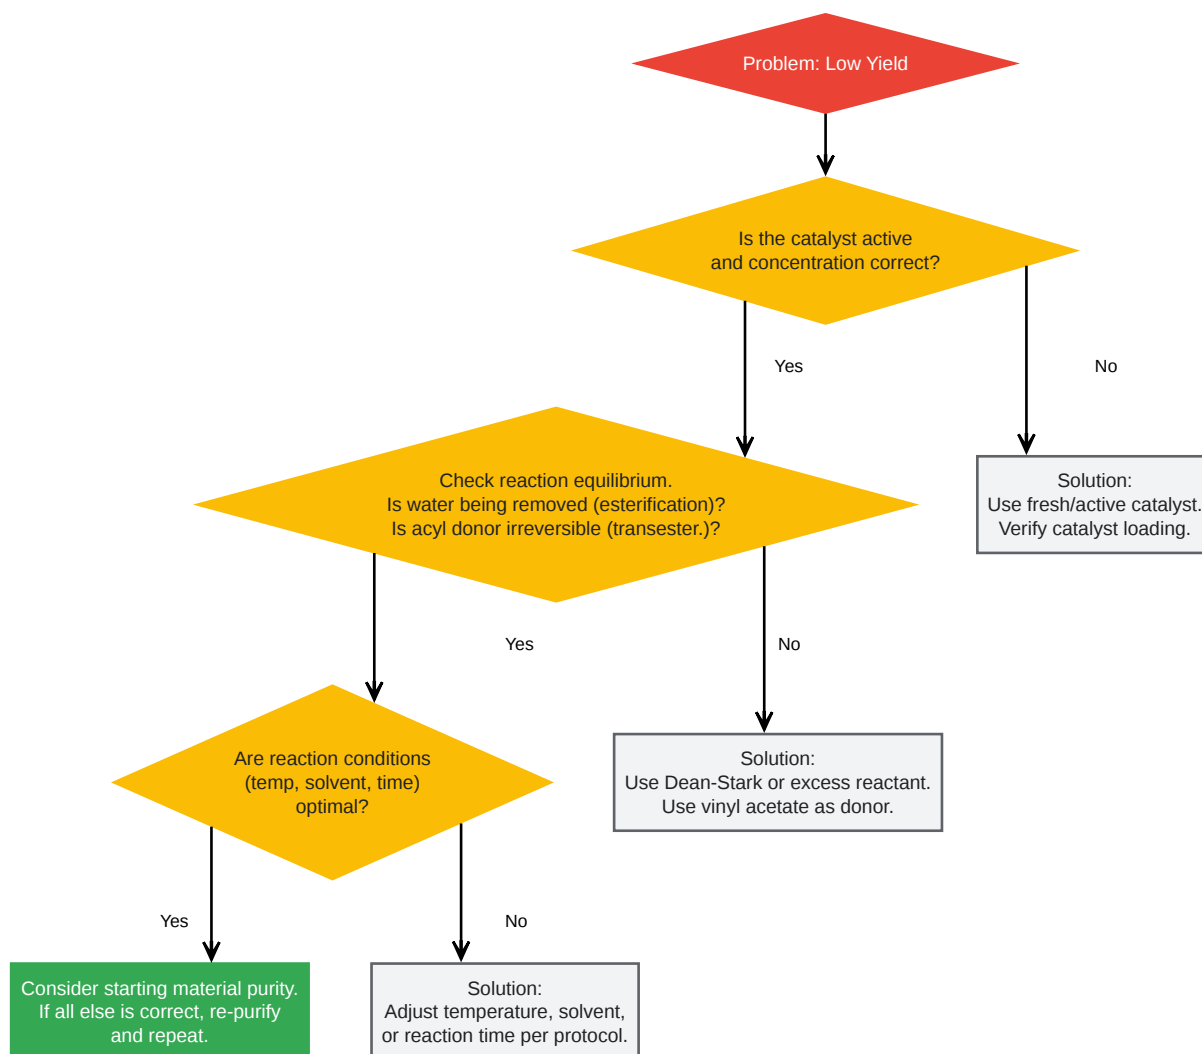 Problem: Low Yield
Is the catalyst active
and concentration correct?
Yes
No
Check reaction equilibrium.
Is water being removed (esterification)?
Is acyl donor irreversible (transester.)?
Solution:
Use fresh/active catalyst.
Verify catalyst loading.
Yes
No
Are reaction conditions
(temp, solvent, time)
optimal?
Solution:
Use Dean-Stark or excess reactant.
Use vinyl acetate as donor.
Yes
No
Consider starting material purity.
If all else is correct, re-purify
and repeat.
Solution:
Adjust temperature, solvent,
or reaction time per protocol.